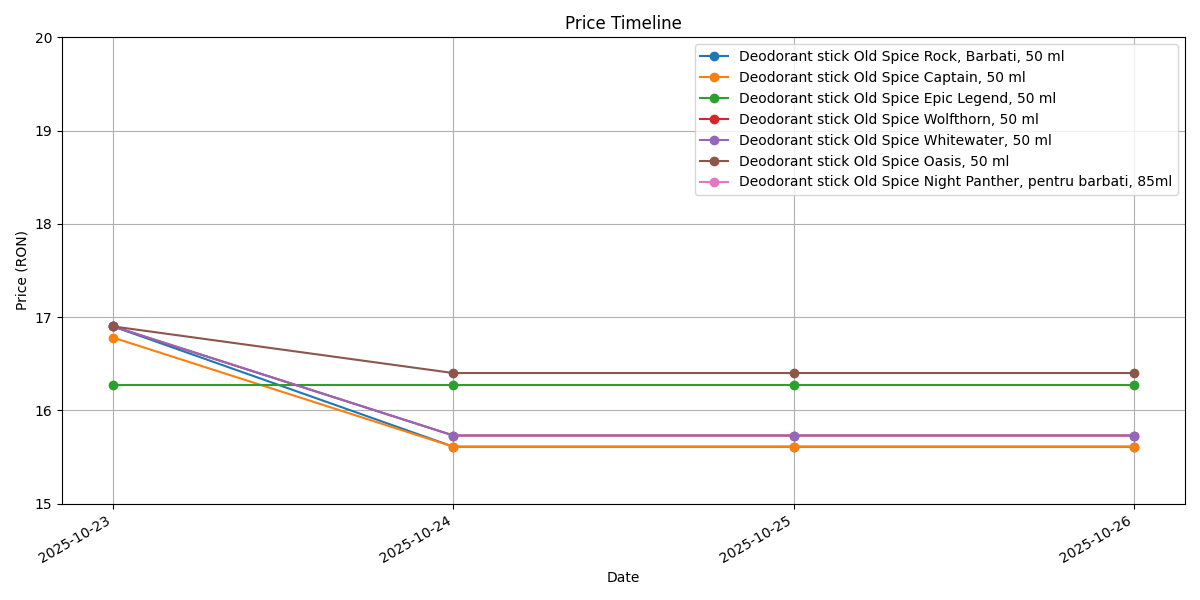 Price Timeline
Price (RON)
20
19
18
17
16
15
Deodorant stick Old Spice Rock, Barbati, 50 ml
Deodorant stick Old Spice Captain, 50 ml
Deodorant stick Old Spice Epic Legend, 50 ml
Deodorant stick Old Spice Wolfthorn, 50 ml
Deodorant stick Old Spice Whitewater, 50 ml
Deodorant stick Old Spice Oasis, 50 ml
Deodorant stick Old Spice Night Panther, pentru barbati, 85ml
2025-10-23
2025-10-24
2025-10-25
2025-10-26
Date